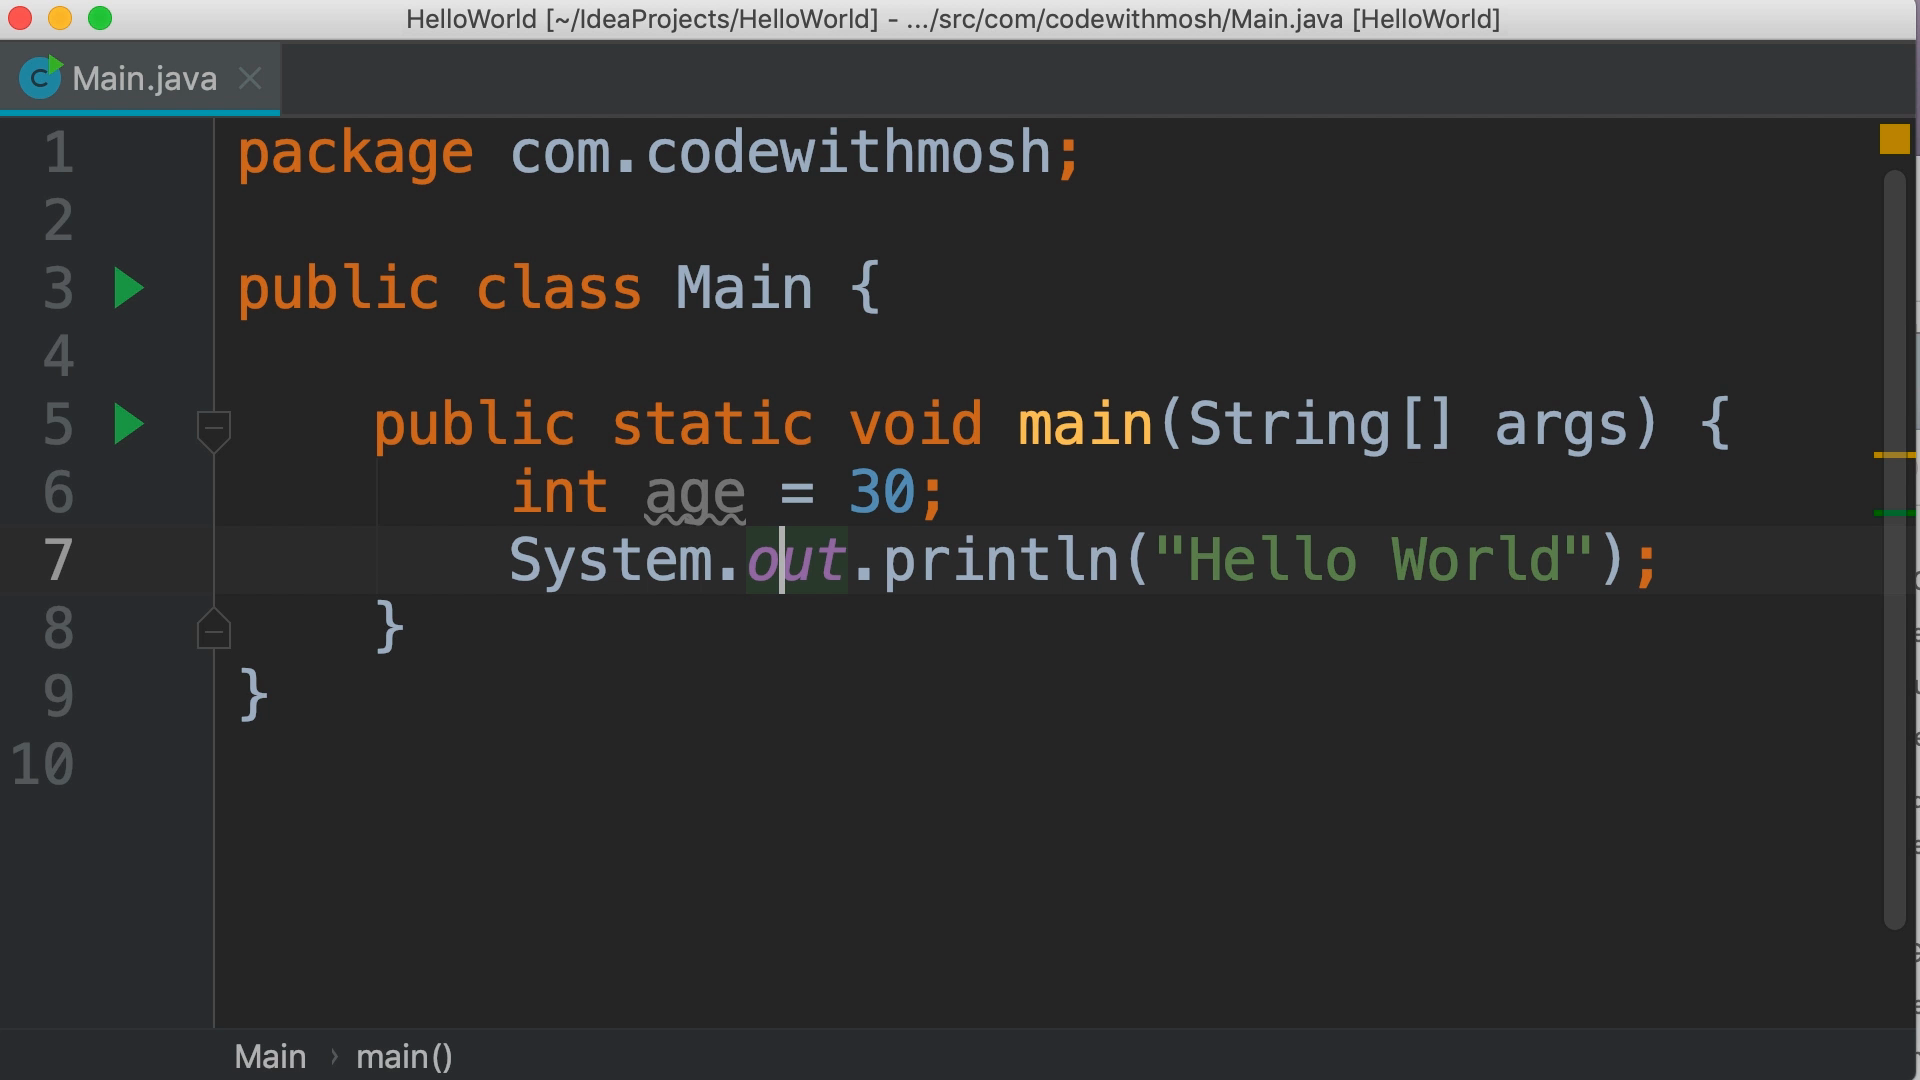 HelloWorld [~/IdeaProjects/HelloWorld] - .../src/com/codewithmosh/Main.java [HelloWorld]
Main.java
1 package com.codewithmosh;
2
3 public class Main {
4
5 public static void main(String[] args) {
6 int age = 30;
7 System.out.println("Hello World");
8 }
9 }
10
Main › main()